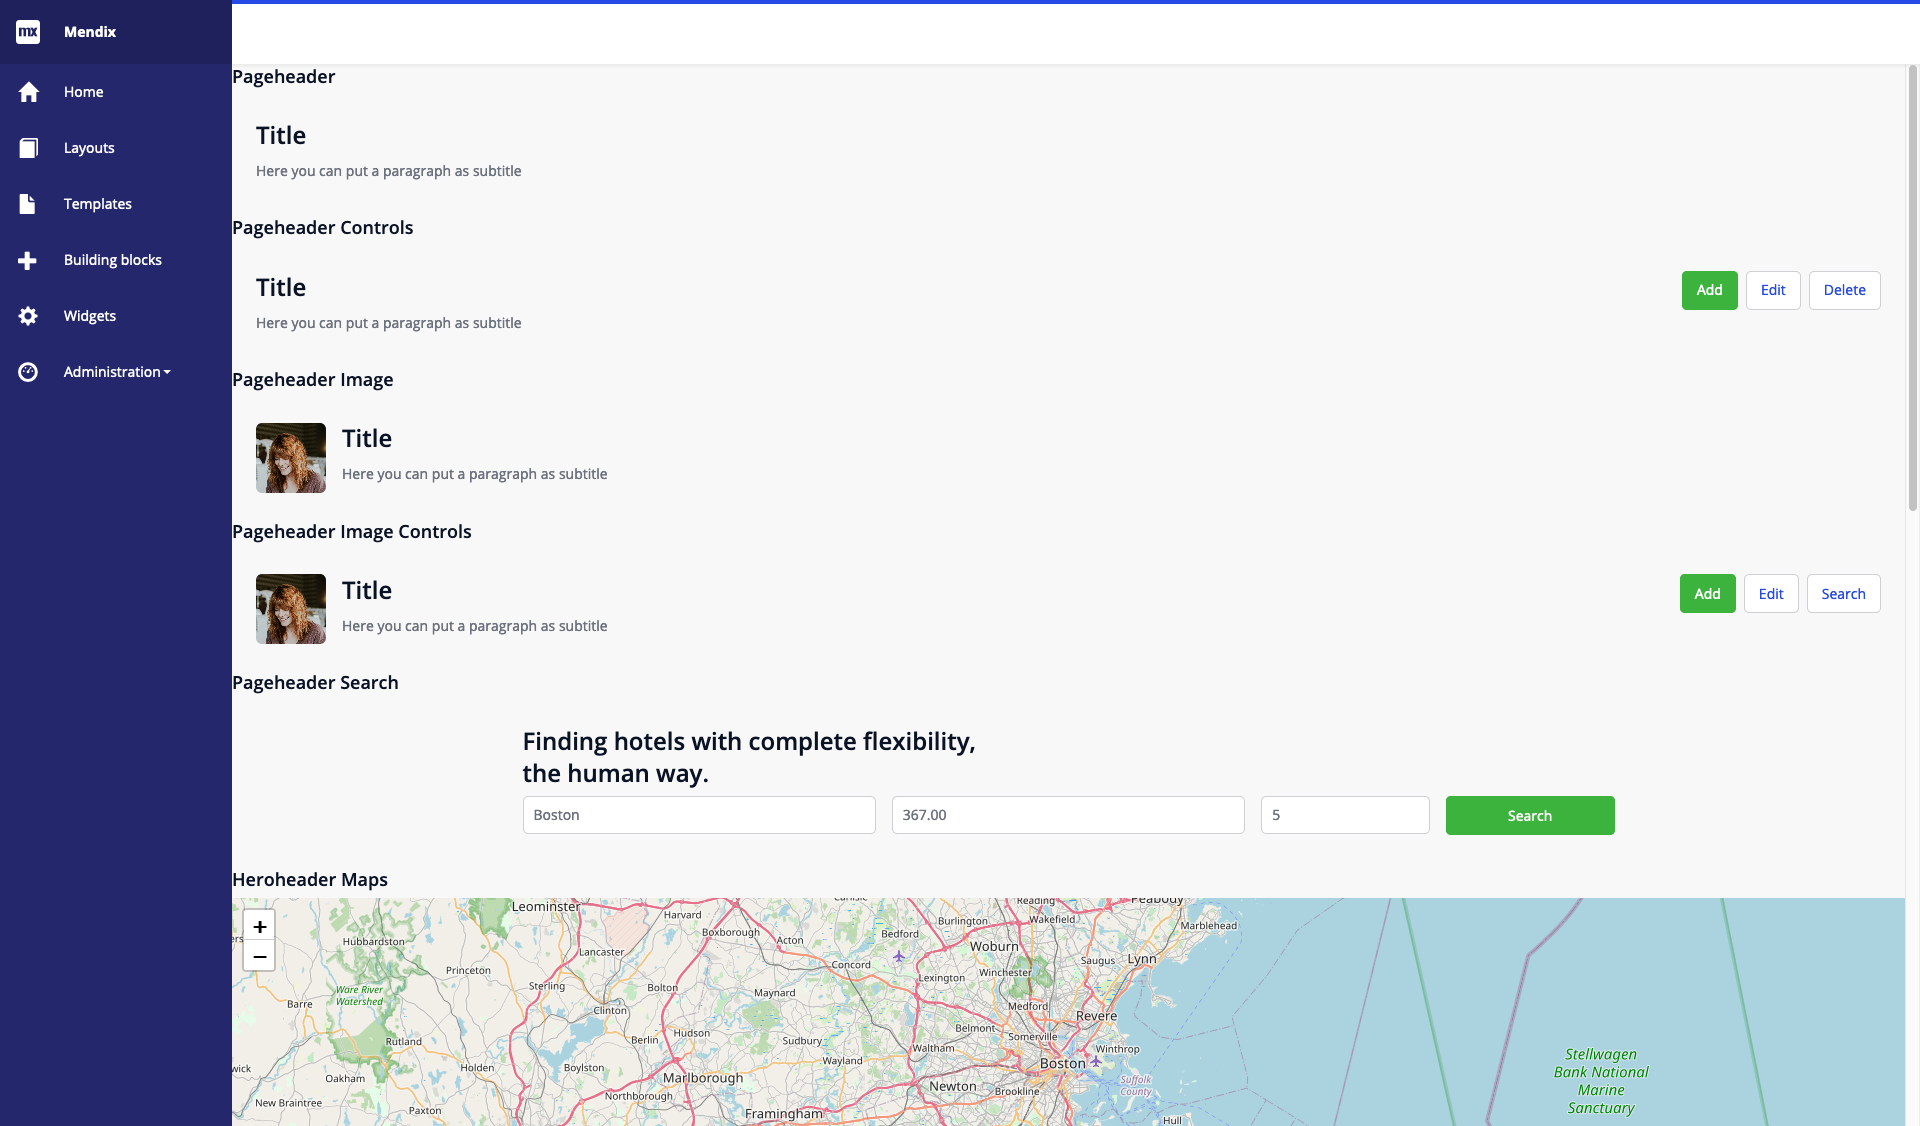 mx Mendix
Home
Layouts
Templates
Building blocks
Widgets
Administration
Pageheader
Title
Here you can put a paragraph as subtitle
Pageheader Controls
Title
Here you can put a paragraph as subtitle
Add Edit Delete
Pageheader Image
Title
Here you can put a paragraph as subtitle
Pageheader Image Controls
Title
Here you can put a paragraph as subtitle
Add Edit Search
Pageheader Search
Finding hotels with complete flexibility,
the human way.
Boston 367.00 5 Search
Heroheader Maps
+
−
Leominster
Harvard
Reading
Peabody
Boxborough
Acton
Bedford
Burlington
Wakefield
Marblehead
Hubbardston
Lancaster
Concord
Woburn
Saugus
Lynn
Princeton
Sterling
Bolton
Maynard
Lexington
Winchester
Ware River
Watershed
Barre
Clinton
Medford
Revere
Hudson
Belmont
Somerville
Rutland
Berlin
Sudbury
Waltham
Winthrop
Holden
Boylston
Wayland
Boston
Oakham
Marlborough
Newton
Brookline
Suffolk
County
New Braintree
Paxton
Northborough
Framingham
Hull
Stellwagen
Bank National
Marine
Sanctuary